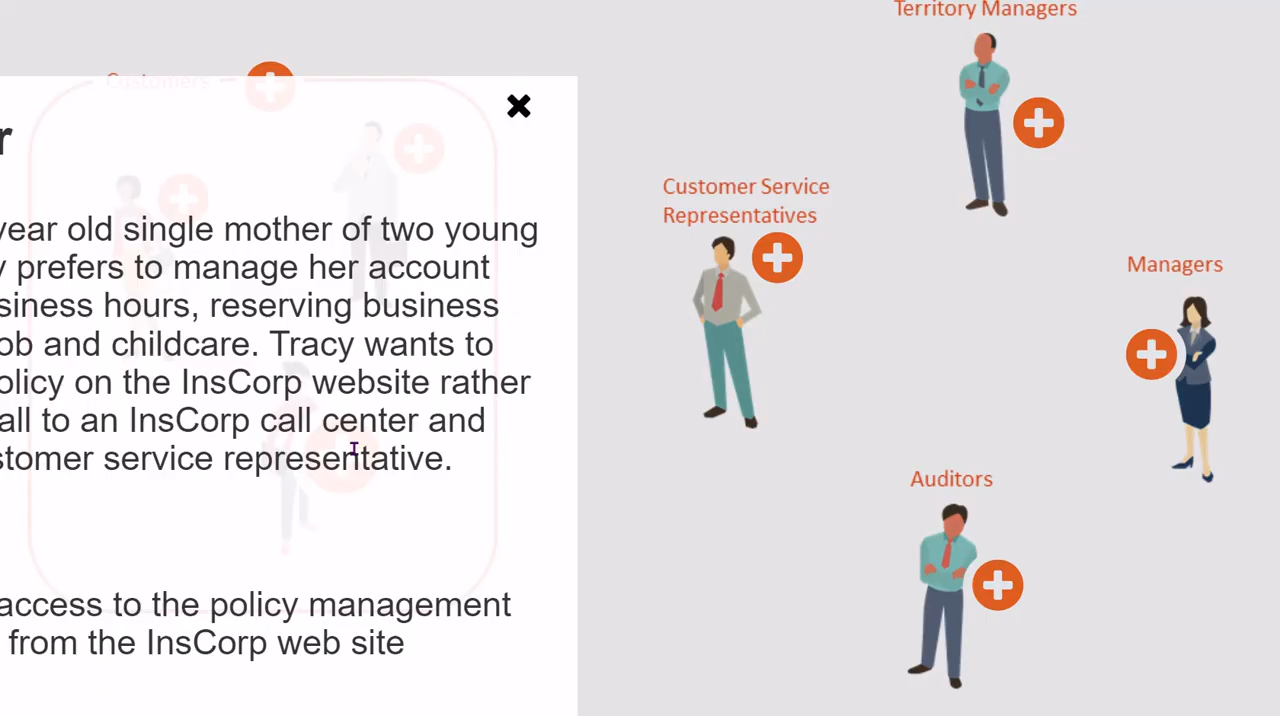 Territory Managers
Customers
r
year old single mother of two young
y prefers to manage her account
siness hours, reserving business
ob and childcare. Tracy wants to
olicy on the InsCorp website rather
all to an InsCorp call center and
stomer service representative.
access to the policy management
from the InsCorp web site
Customer Service
Representatives
Managers
Auditors